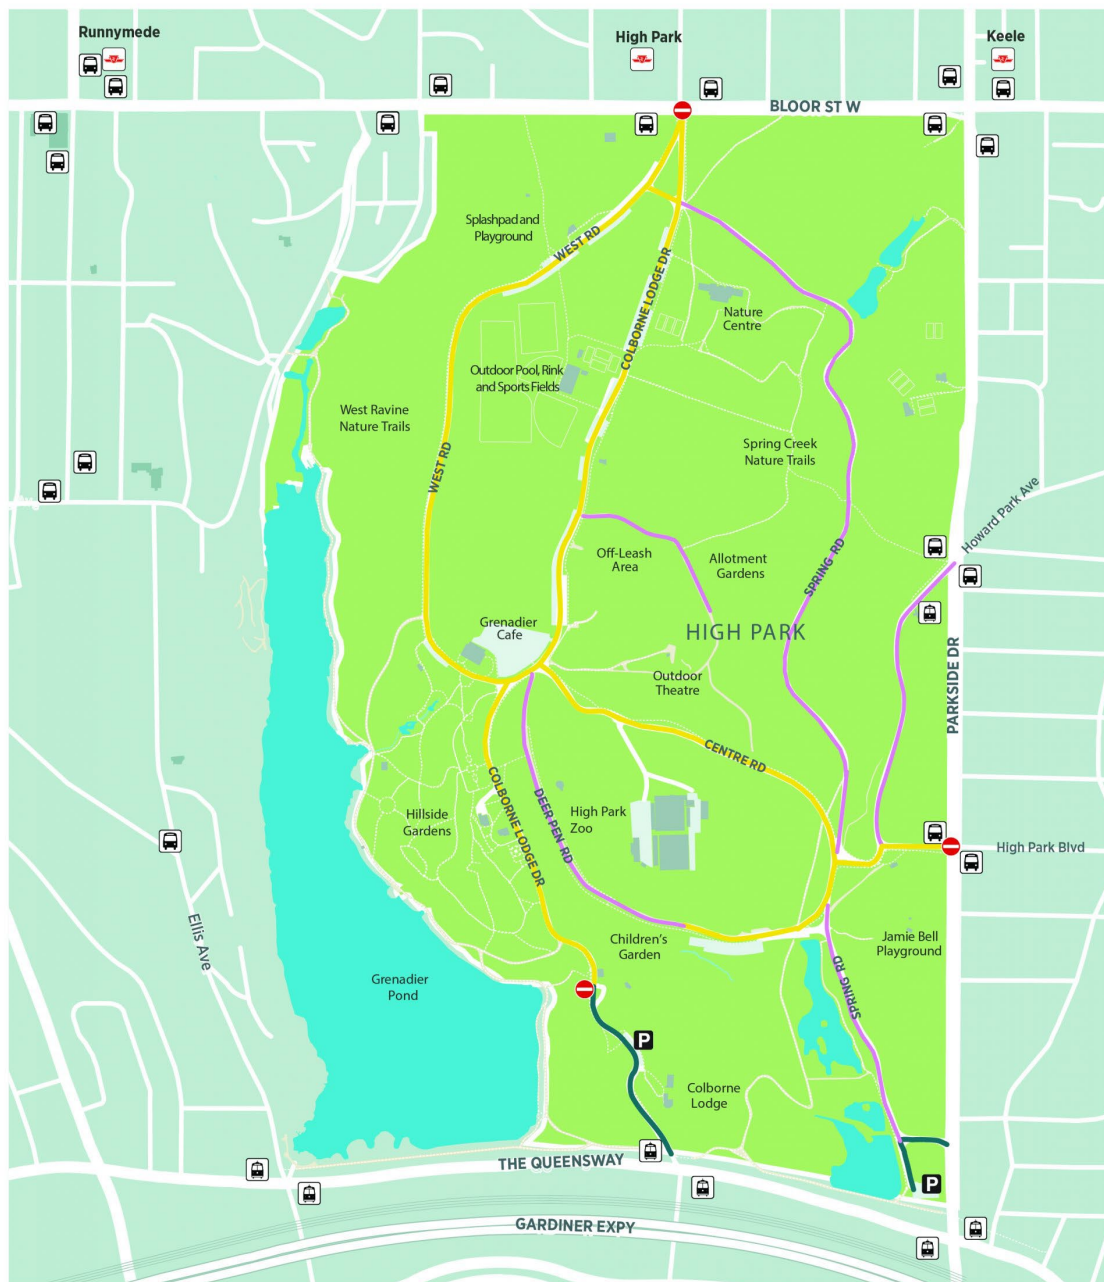 Runnymede
High Park
Keele
BLOOR ST W
Splashpad and
Playground
WEST RD
COLBORNE LODGE DR
Nature
Centre
Outdoor Pool, Rink
and Sports Fields
West Ravine
Nature Trails
WEST RD
Spring Creek
Nature Trails
Howard Park Ave
Off-Leash
Area
Allotment
Gardens
SPRING RD
Grenadier
Cafe
HIGH PARK
Outdoor
Theatre
PARKSIDE DR
CENTRE RD
COLBORNE LODGE DR
DEER PEN RD
High Park
Zoo
Hillside
Gardens
High Park Blvd
Ellis Ave
Children's
Garden
Jamie Bell
Playground
SPRING RD
Grenadier
Pond
P
Colborne
Lodge
THE QUEENSWAY
P
GARDINER EXPY